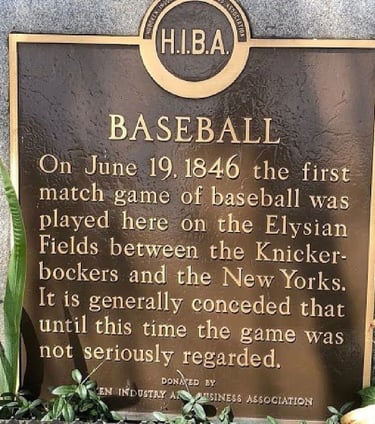 H.I.B.A.
BASEBALL
On June 19, 1846 the first
match game of baseball was
played here on the Elysian
Fields between the Knicker-
bockers and the New Yorks.
It is generally conceded that
until this time the game was
not seriously regarded.
DONATED BY
INDUSTRY AND BUSINESS ASSOCIATION